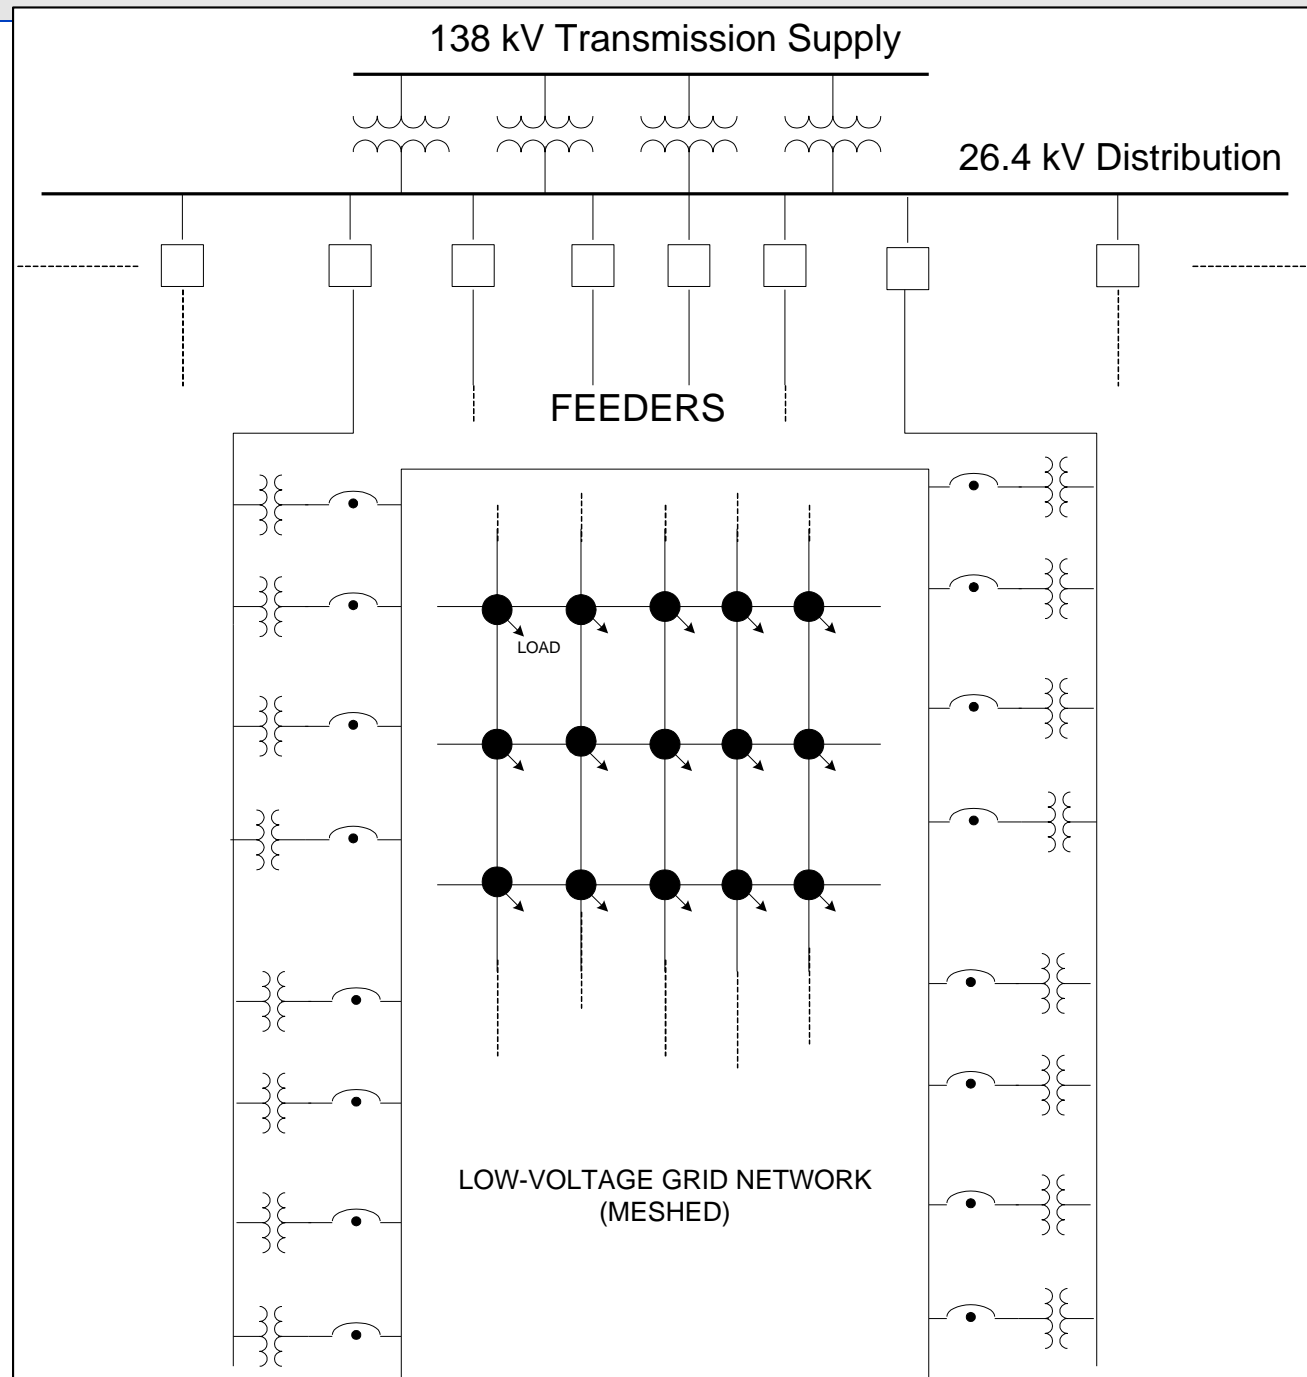 138 kV Transmission Supply
26.4 kV Distribution
FEEDERS
LOAD
LOW-VOLTAGE GRID NETWORK
(MESHED)